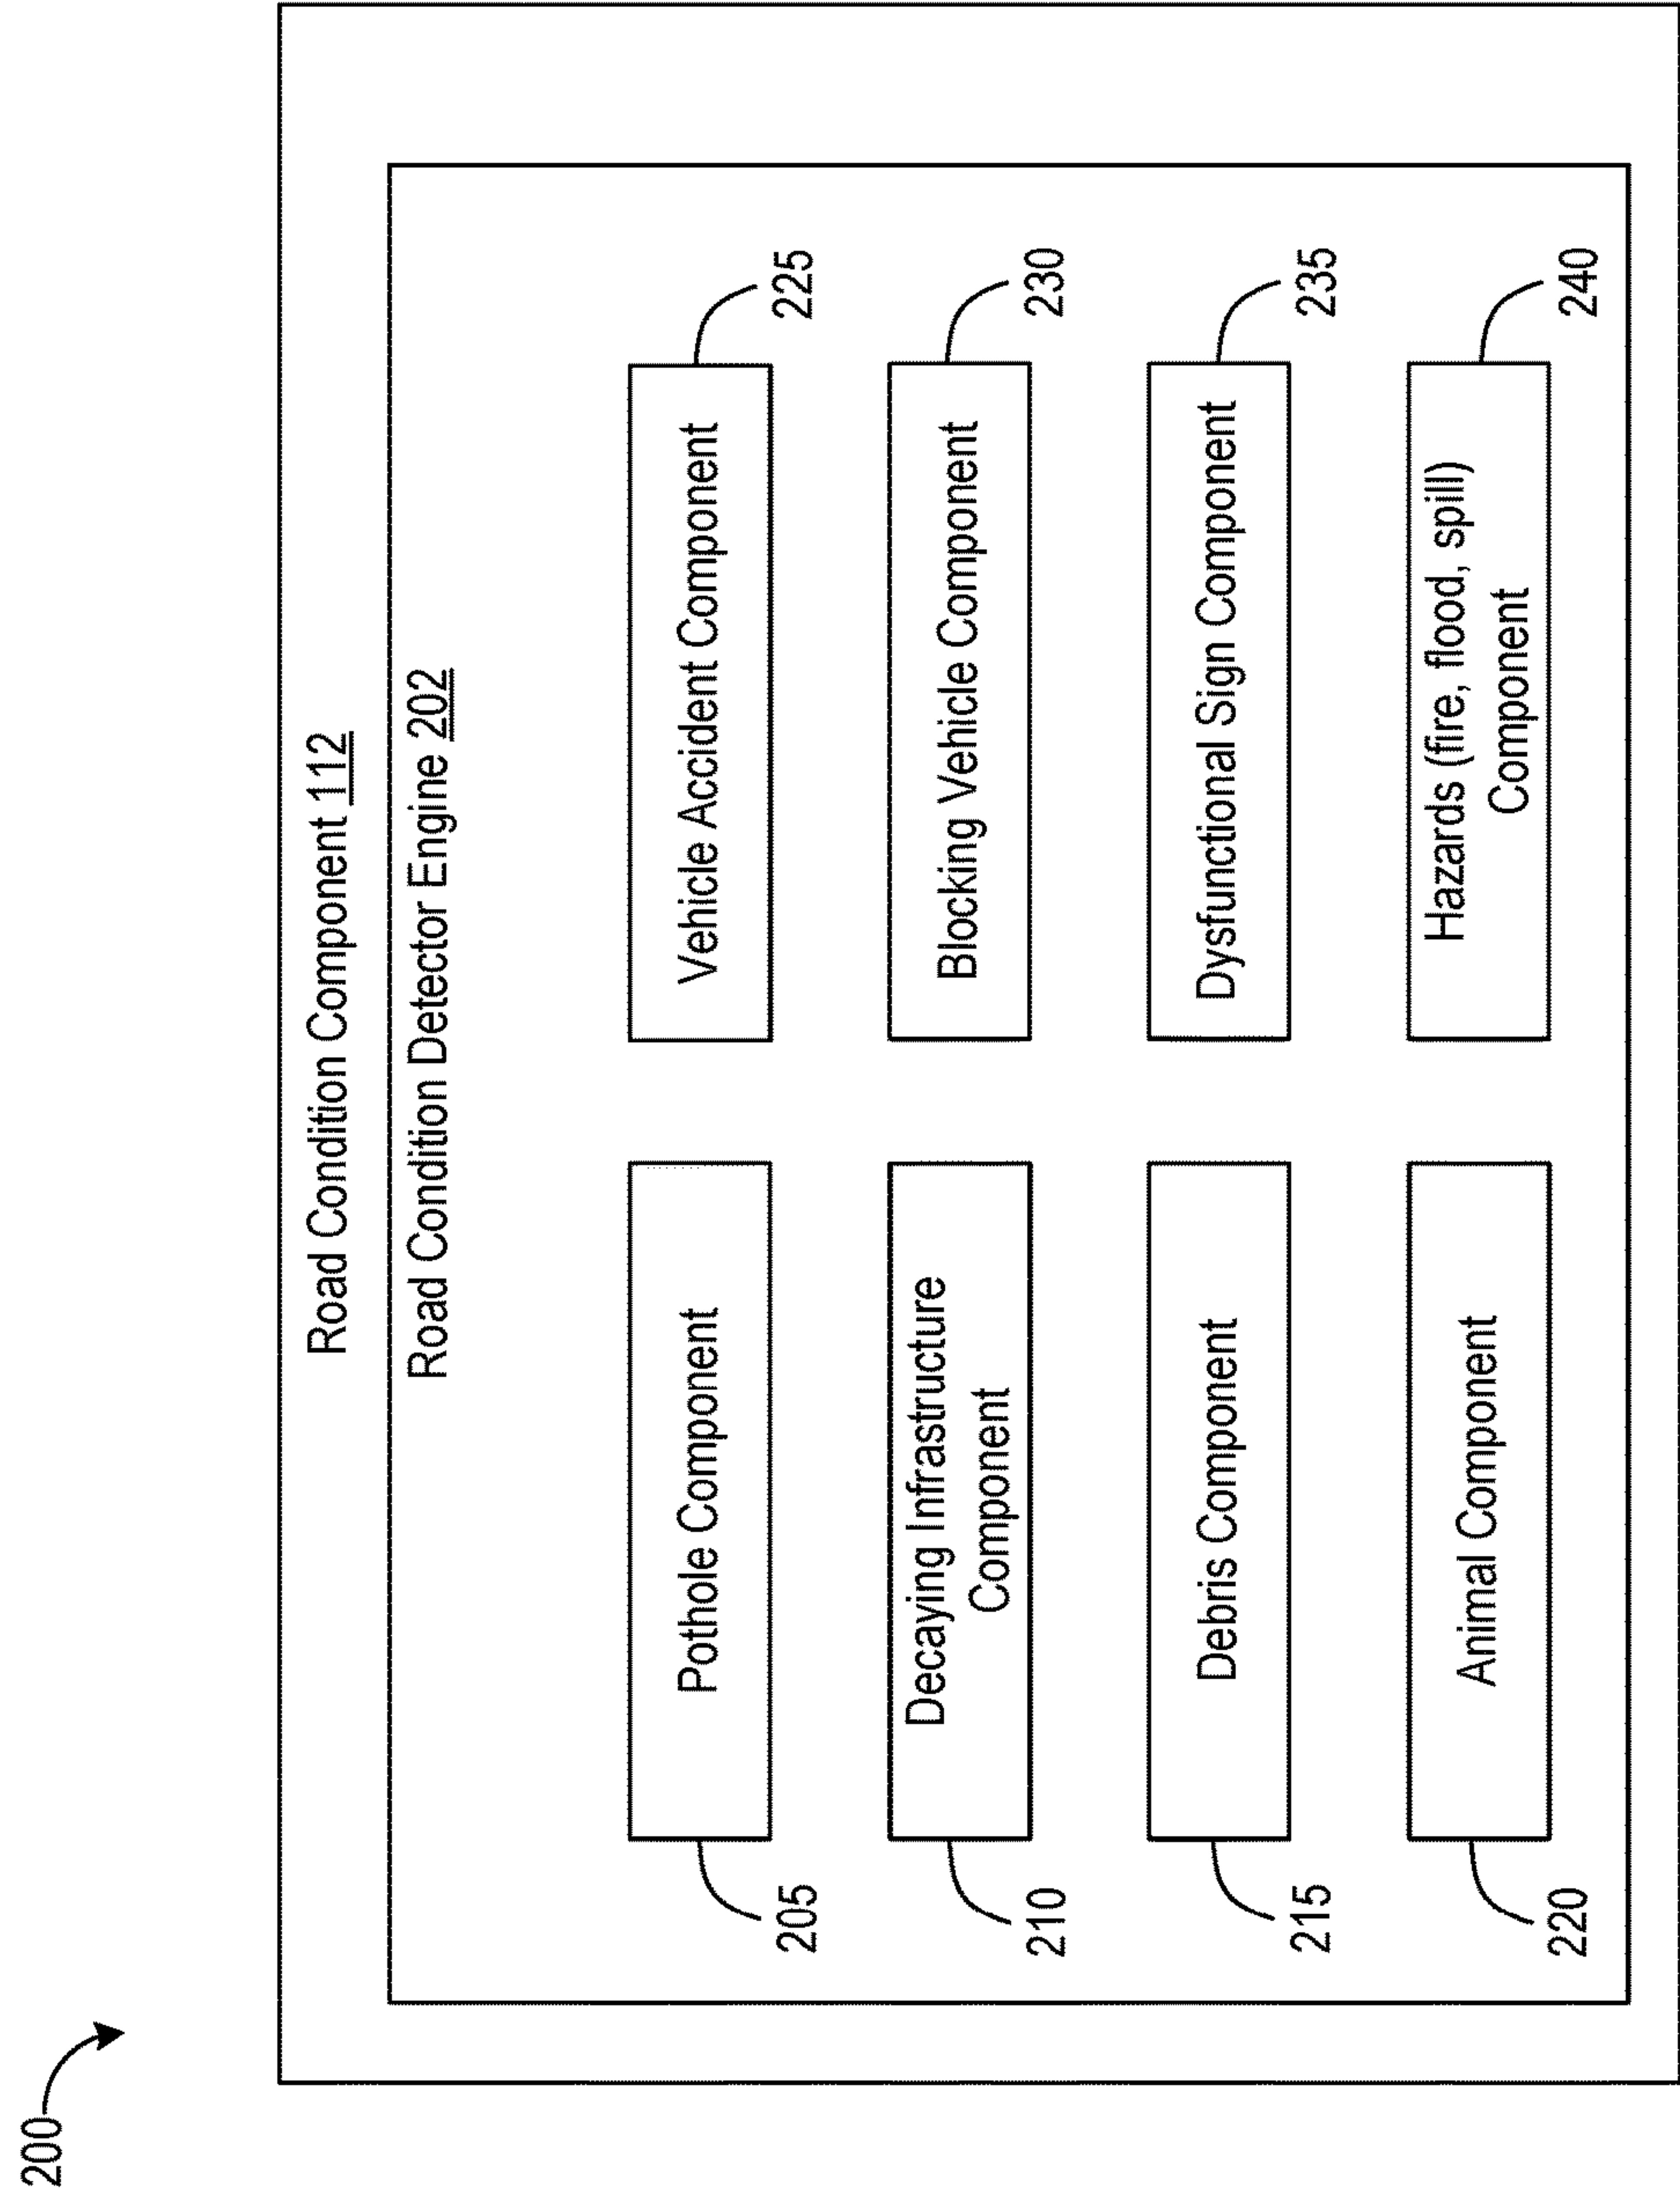 200
Road Condition Component 112
Road Condition Detector Engine 202
Pothole Component
205
Decaying Infrastructure
Component
210
Debris Component
215
Animal Component
220
Vehicle Accident Component
225
Blocking Vehicle Component
230
Dysfunctional Sign Component
235
Hazards (fire, flood, spill)
Component
240